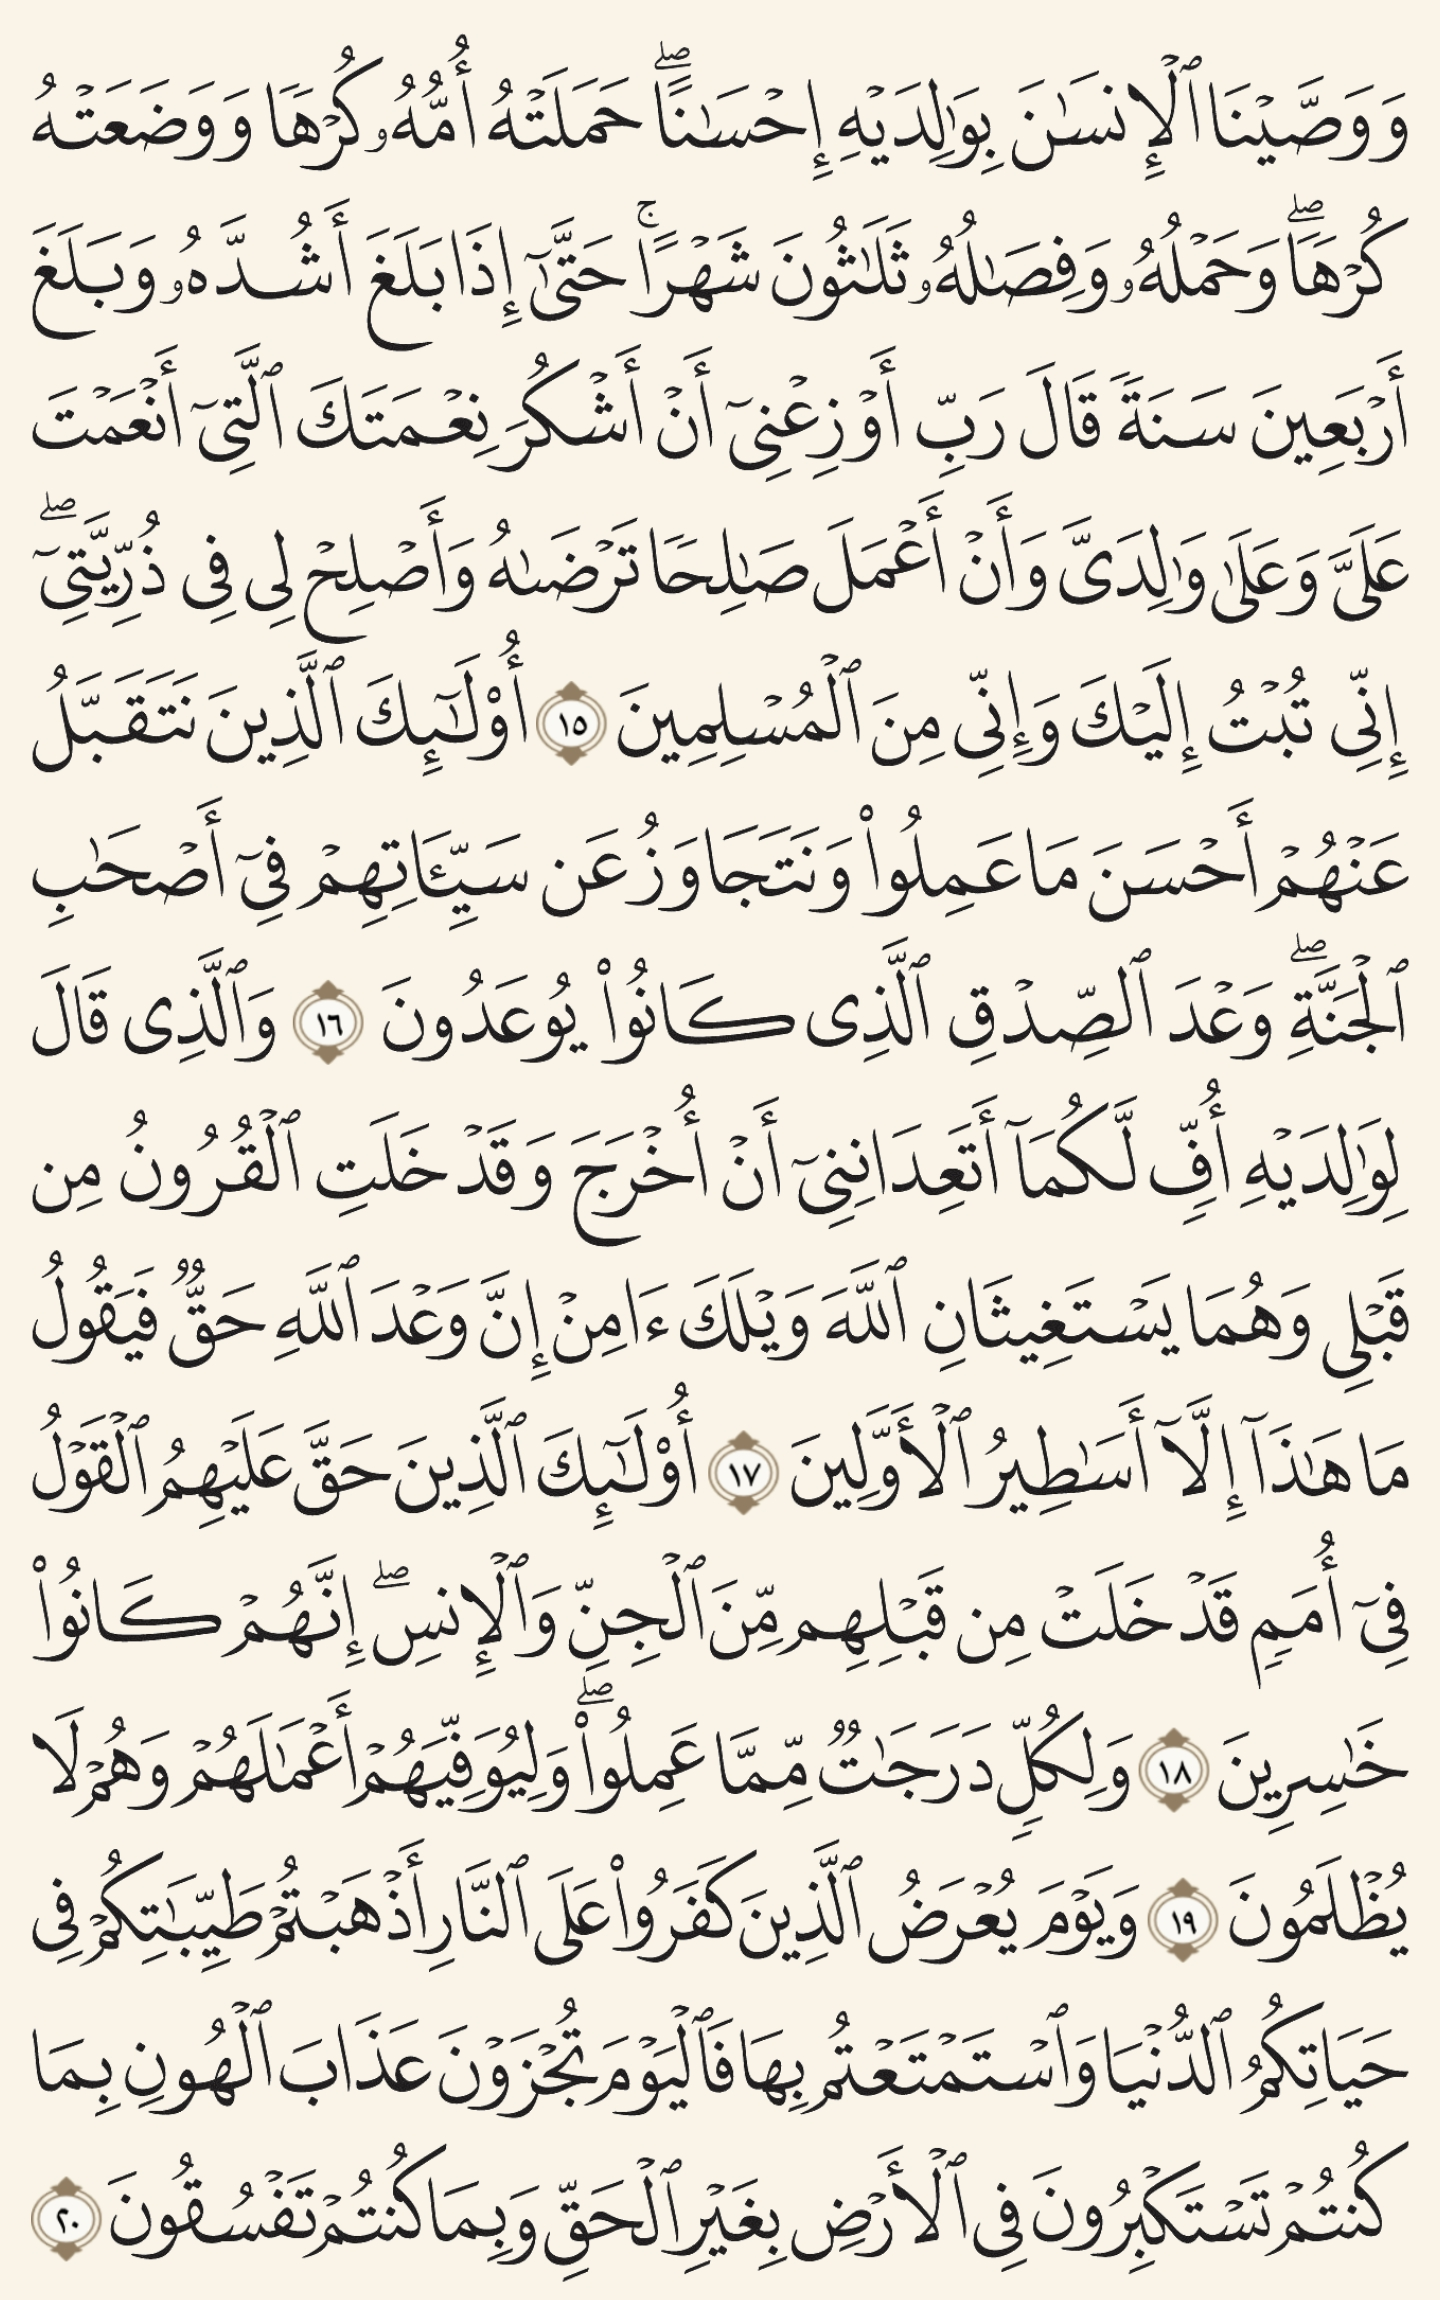 وَوَصَّيْنَا ٱلْإِنسَـٰنَ بِوَٰلِدَيْهِ إِحْسَـٰنًا ۖ حَمَلَتْهُ أُمُّهُۥ كُرْهًا وَوَضَعَتْهُ
كُرْهًا ۖ وَحَمْلُهُۥ وَفِصَـٰلُهُۥ ثَلَـٰثُونَ شَهْرًا ۚ حَتَّىٰٓ إِذَا بَلَغَ أَشُدَّهُۥ وَبَلَغَ
أَرْبَعِينَ سَنَةً قَالَ رَبِّ أَوْزِعْنِىٓ أَنْ أَشْكُرَ نِعْمَتَكَ ٱلَّتِىٓ أَنْعَمْتَ
عَلَىَّ وَعَلَىٰ وَٰلِدَىَّ وَأَنْ أَعْمَلَ صَـٰلِحًا تَرْضَىٰهُ وَأَصْلِحْ لِى فِى ذُرِّيَّتِىٓ ۖ
إِنِّى تُبْتُ إِلَيْكَ وَإِنِّى مِنَ ٱلْمُسْلِمِينَ ١٥ أُو۟لَـٰٓئِكَ ٱلَّذِينَ نَتَقَبَّلُ
عَنْهُمْ أَحْسَنَ مَا عَمِلُوا۟ وَنَتَجَاوَزُ عَن سَيِّـَٔاتِهِمْ فِىٓ أَصْحَـٰبِ
ٱلْجَنَّةِ ۖ وَعْدَ ٱلصِّدْقِ ٱلَّذِى كَانُوا۟ يُوعَدُونَ ١٦ وَٱلَّذِى قَالَ
لِوَٰلِدَيْهِ أُفٍّ لَّكُمَآ أَتَعِدَانِنِىٓ أَنْ أُخْرَجَ وَقَدْ خَلَتِ ٱلْقُرُونُ مِن
قَبْلِى وَهُمَا يَسْتَغِيثَانِ ٱللَّهَ وَيْلَكَ ءَامِنْ إِنَّ وَعْدَ ٱللَّهِ حَقٌّ فَيَقُولُ
مَا هَـٰذَآ إِلَّآ أَسَـٰطِيرُ ٱلْأَوَّلِينَ ١٧ أُو۟لَـٰٓئِكَ ٱلَّذِينَ حَقَّ عَلَيْهِمُ ٱلْقَوْلُ
فِىٓ أُمَمٍ قَدْ خَلَتْ مِن قَبْلِهِم مِّنَ ٱلْجِنِّ وَٱلْإِنسِ ۖ إِنَّهُمْ كَانُوا۟
خَـٰسِرِينَ ١٨ وَلِكُلٍّ دَرَجَـٰتٌ مِّمَّا عَمِلُوا۟ ۖ وَلِيُوَفِّيَهُمْ أَعْمَـٰلَهُمْ وَهُمْ لَا
يُظْلَمُونَ ١٩ وَيَوْمَ يُعْرَضُ ٱلَّذِينَ كَفَرُوا۟ عَلَى ٱلنَّارِ أَذْهَبْتُمْ طَيِّبَـٰتِكُمْ فِى
حَيَاتِكُمُ ٱلدُّنْيَا وَٱسْتَمْتَعْتُم بِهَا فَٱلْيَوْمَ تُجْزَوْنَ عَذَابَ ٱلْهُونِ بِمَا
كُنتُمْ تَسْتَكْبِرُونَ فِى ٱلْأَرْضِ بِغَيْرِ ٱلْحَقِّ وَبِمَا كُنتُمْ تَفْسُقُونَ ٢٠